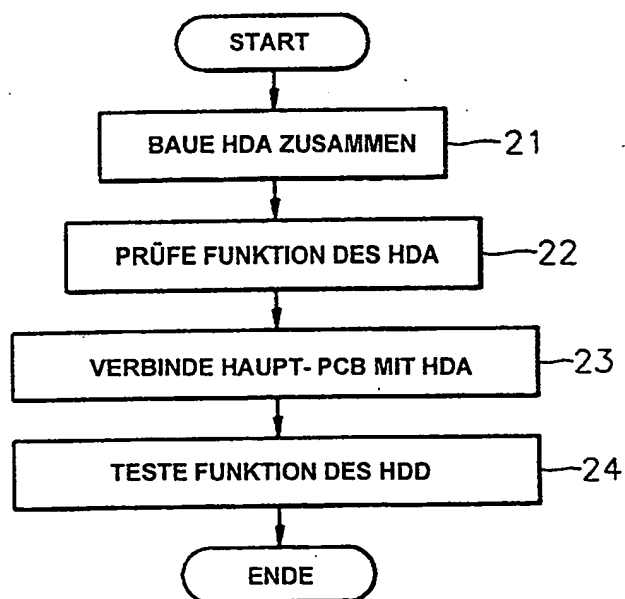 START
BAUE HDA ZUSAMMEN 21
PRÜFE FUNKTION DES HDA 22
VERBINDE HAUPT- PCB MIT HDA 23
TESTE FUNKTION DES HDD 24
ENDE